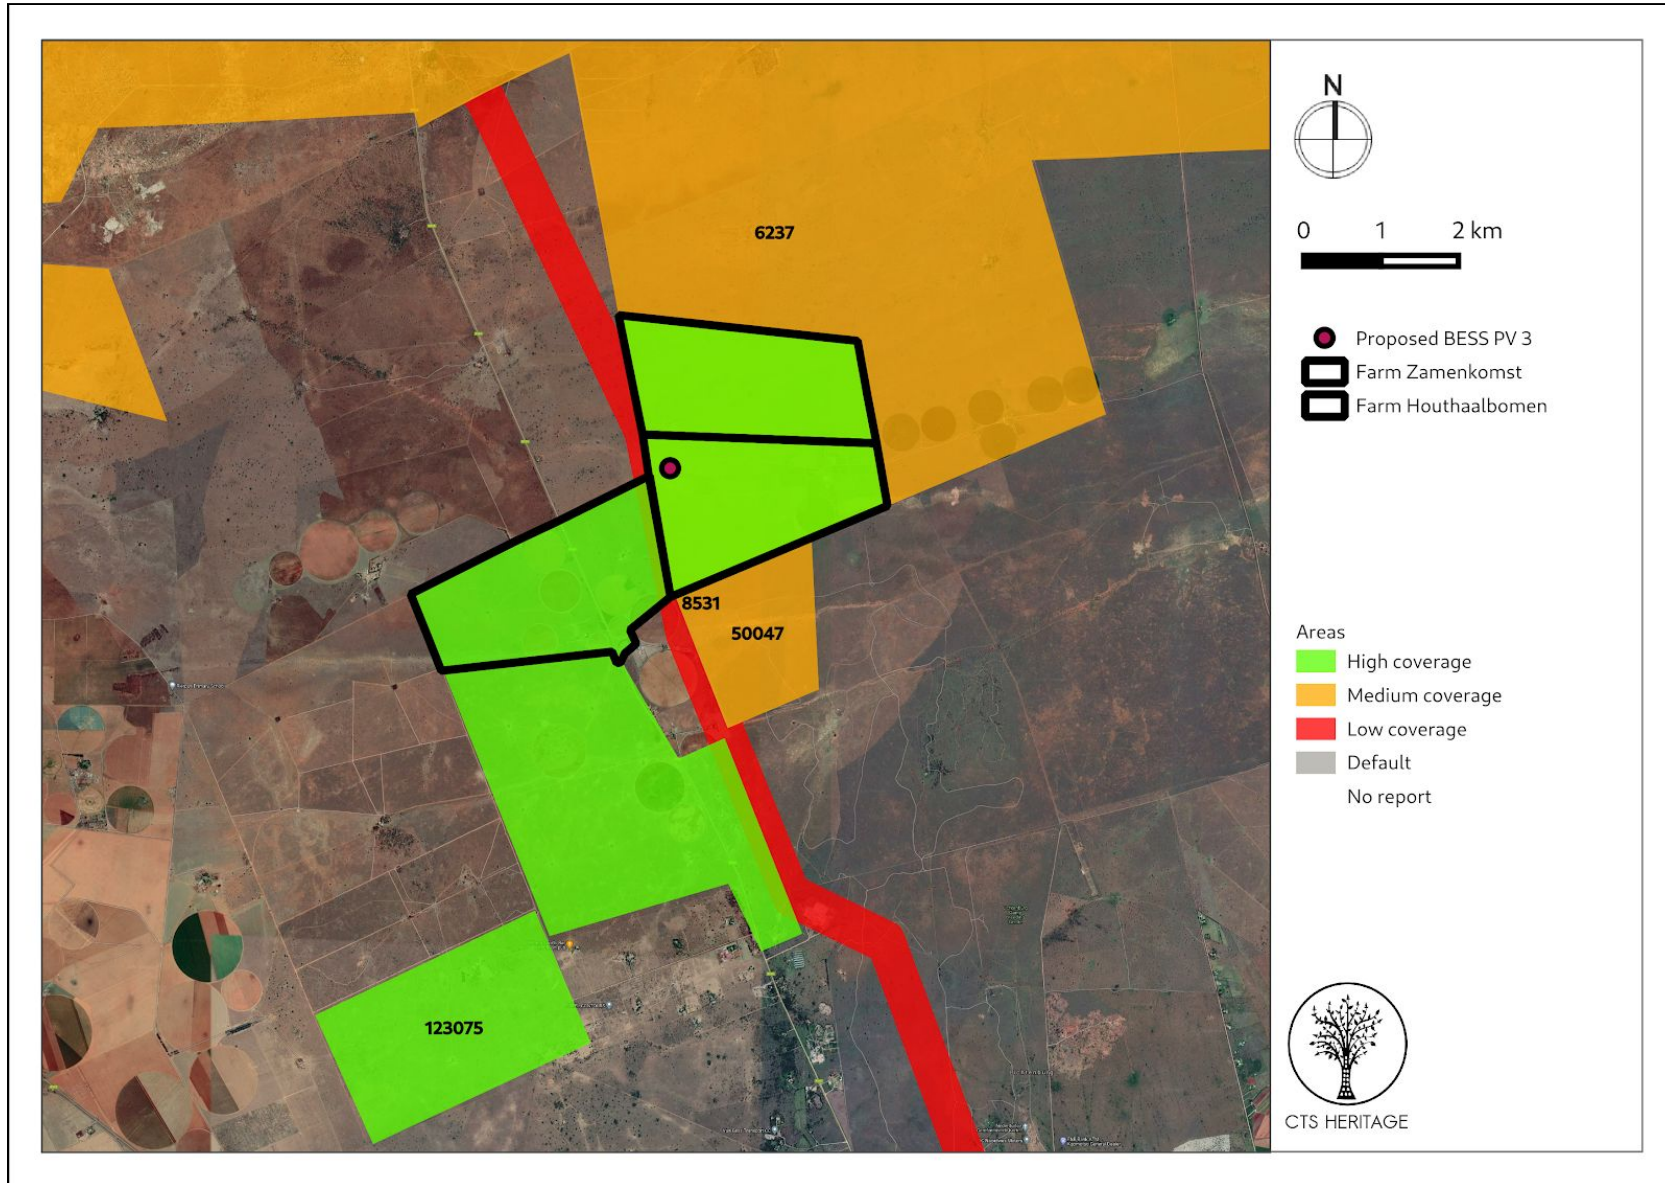 6237
8531
50047
123075
N
0 1 2 km
Proposed BESS PV 3
Farm Zamenkomst
Farm Houthaalbomen
Areas
High coverage
Medium coverage
Low coverage
Default
No report
CTS HERITAGE